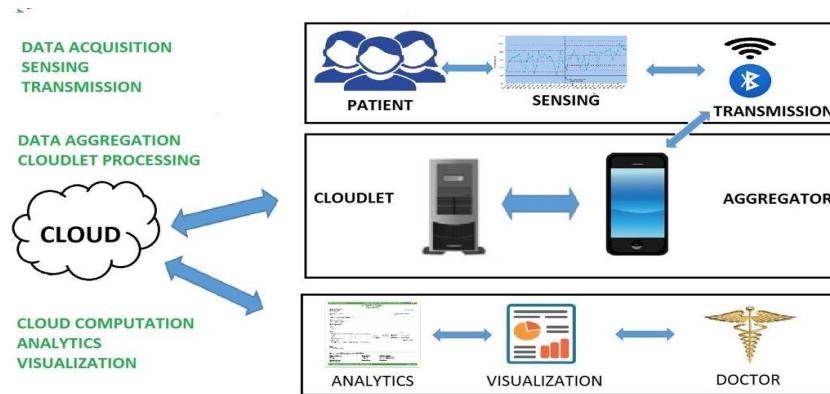 DATA ACQUISITION
SENSING
TRANSMISSION
PATIENT
SENSING
TRANSMISSION
DATA AGGREGATION
CLOUDLET PROCESSING
CLOUDLET
AGGREGATOR
CLOUD
CLOUD COMPUTATION
ANALYTICS
VISUALIZATION
ANALYTICS
VISUALIZATION
DOCTOR